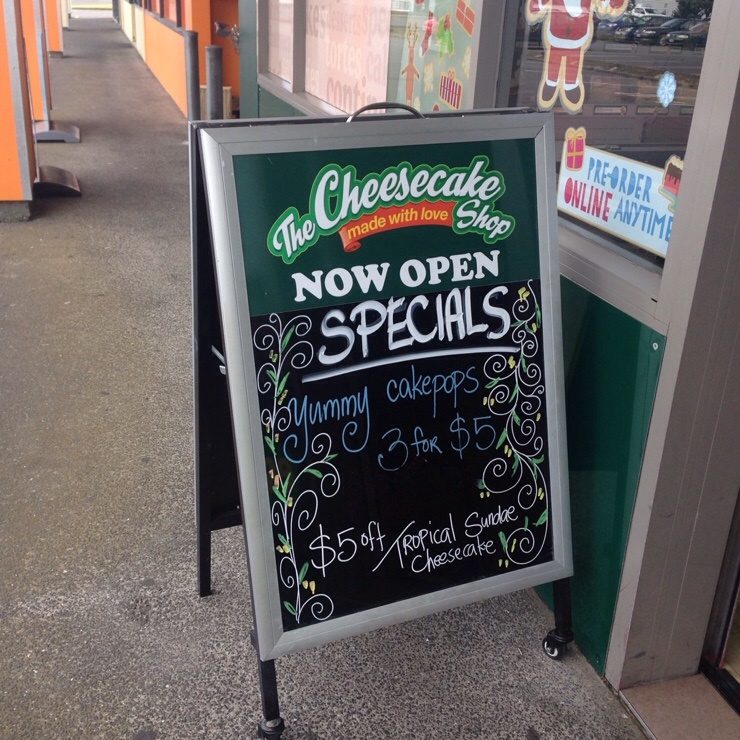 The Cheesecake Shop
made with love
NOW OPEN
SPECIALS
Yummy cakepops
3 for $5
$5 off Tropical Sundae
Cheesecake
PRE-ORDER
ONLINE ANYTIME